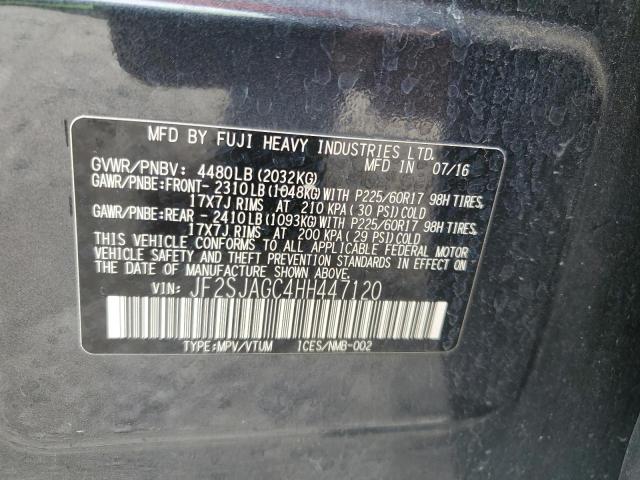 MFD BY FUJI HEAVY INDUSTRIES LTD.
MFD IN 07/16
GVWR/PNBV: 4480LB(2032KG)
GAWR/PNBE:FRONT- 2310LB(1048KG)WITH P225/60R17 98H TIRES,
17X7J RIMS AT 210 KPA(30 PSI)COLD
GAWR/PNBE:REAR - 2410LB(1093KG)WITH P225/60R17 98H TIRES,
17X7J RIMS AT 200 KPA(29 PSI)COLD
THIS VEHICLE CONFORMS TO ALL APPLICABLE FEDERAL MOTOR
VEHICLE SAFETY AND THEFT PREVENTION STANDARDS IN EFFECT ON
THE DATE OF MANUFACTURE SHOWN ABOVE.
VIN: JF2SJAGC4HH447120
TYPE:MPV/VTUM ICES/NMB-002